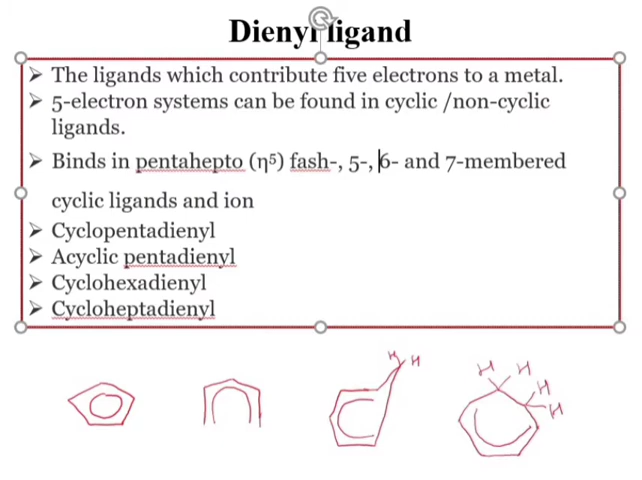 Dienyl ligand
➤ The ligands which contribute five electrons to a metal.
➤ 5-electron systems can be found in cyclic /non-cyclic
ligands.
➤ Binds in pentahepto (η⁵) fash-, 5-, 6- and 7-membered
cyclic ligands and ion
➤ Cyclopentadienyl
➤ Acyclic pentadienyl
➤ Cyclohexadienyl
➤ Cycloheptadienyl
H H
H H
H
H